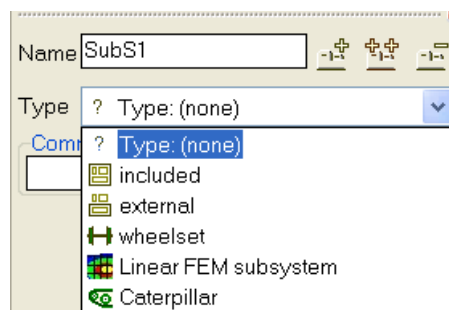 Name SubS1
Type ? Type: (none)
Comm
? Type: (none)
included
external
wheelset
Linear FEM subsystem
Caterpillar